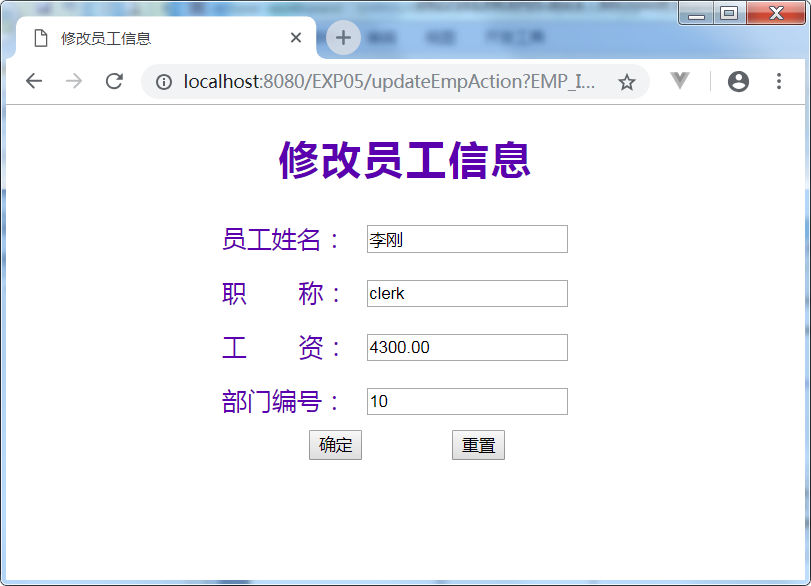 修改员工信息
localhost:8080/EXP05/updateEmpAction?EMP_I...
修改员工信息
员工姓名： 李刚
职 称： clerk
工 资： 4300.00
部门编号： 10
确定 重置